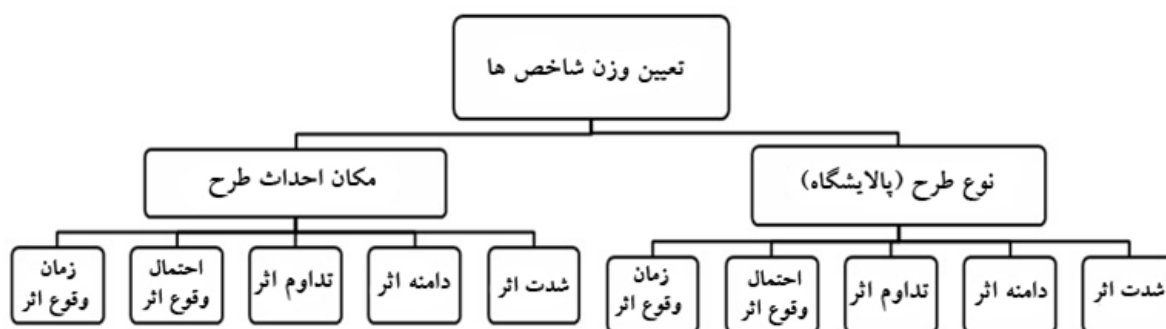 تعیین وزن شاخص ها
نوع طرح (پالایشگاه)
مکان احداث طرح
شدت اثر
دامنه اثر
تداوم اثر
احتمال
وقوع اثر
زمان
وقوع اثر
شدت اثر
دامنه اثر
تداوم اثر
احتمال
وقوع اثر
زمان
وقوع اثر